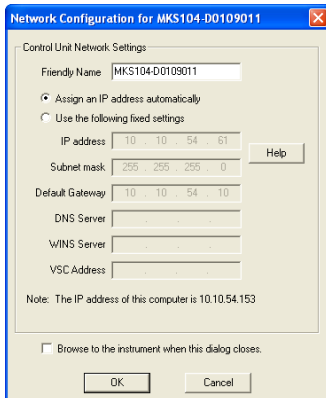 Network Configuration for MKS104-D0109011
Control Unit Network Settings
Friendly Name MKS104-D0109011
Assign an IP address automatically
Use the following fixed settings
IP address 10 . 10 . 54 . 61
Help
Subnet mask 255 . 255 . 255 . 0
Default Gateway 10 . 10 . 54 . 10
DNS Server . . .
WINS Server . . .
VSC Address . . .
Note: The IP address of this computer is 10.10.54.153
Browse to the instrument when this dialog closes.
OK Cancel